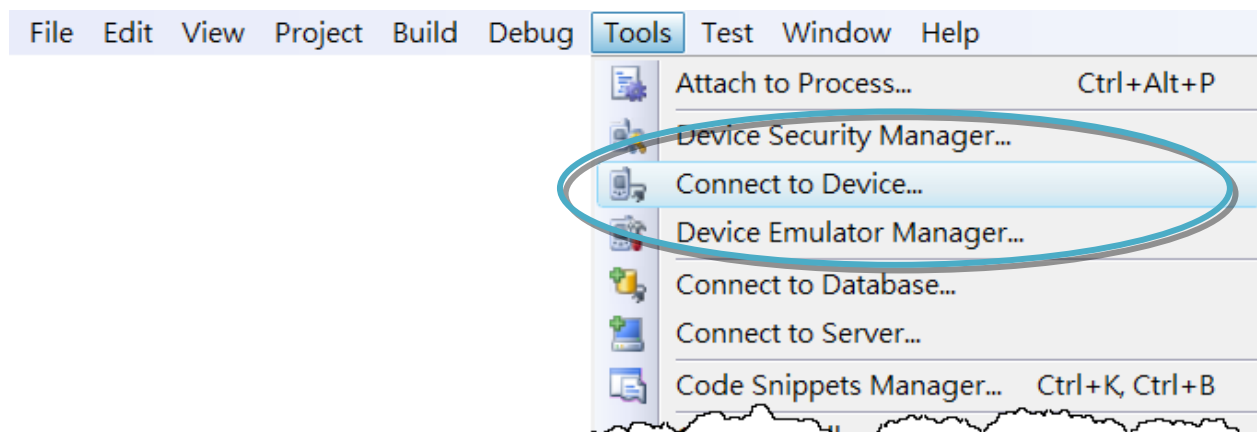 File Edit View Project Build Debug Tools Test Window Help
Attach to Process... Ctrl+Alt+P
Device Security Manager...
Connect to Device...
Device Emulator Manager...
Connect to Database...
Connect to Server...
Code Snippets Manager... Ctrl+K, Ctrl+B